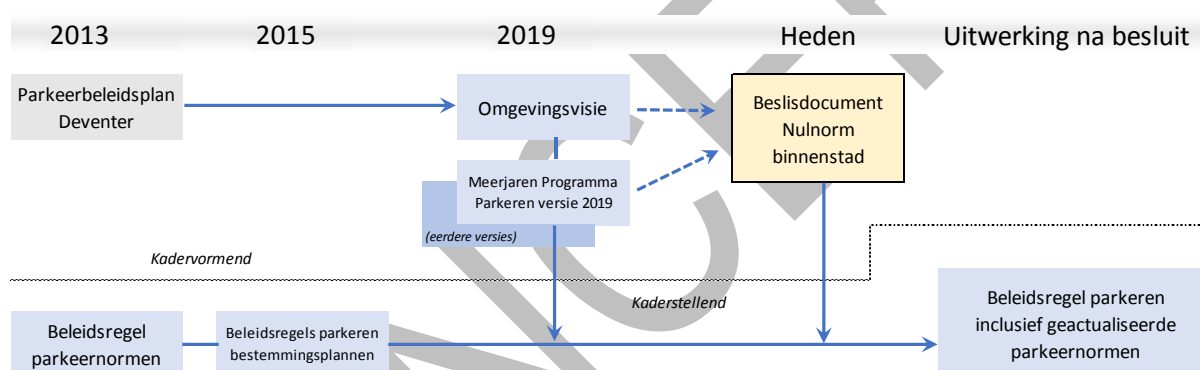 2013 2015 2019 Heden Uitwerking na besluit
Parkeerbeleidsplan
Deventer
Omgevingsvisie
Beslisdocument
Nulnorm
binnenstad
Meerjaren Programma
Parkeren versie 2019
(eerdere versies)
Kadervormend
Kaderstellend
Beleidsregel
parkeernormen
Beleidsregels parkeren
bestemmingsplannen
Beleidsregel parkeren
inclusief geactualiseerde
parkeernormen